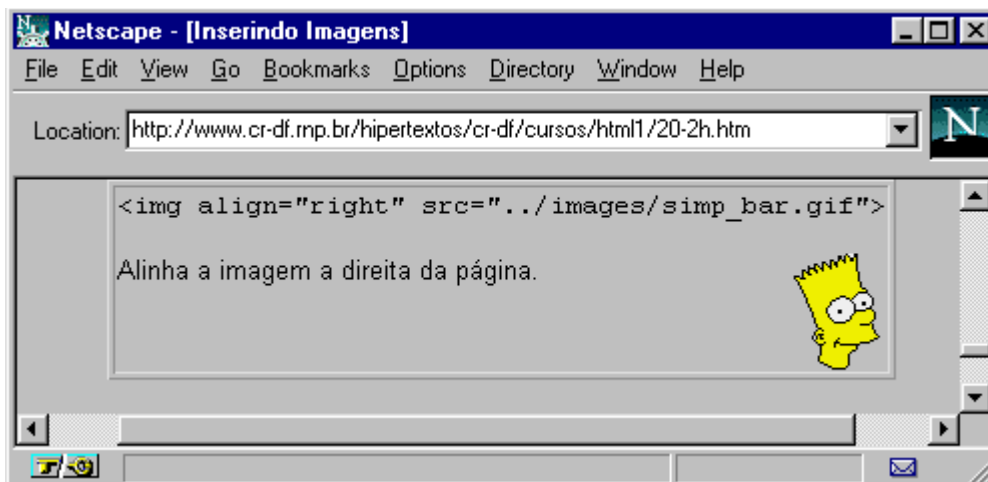 Netscape - [Inserindo Imagens]
File Edit View Go Bookmarks Options Directory Window Help
Location: http://www.cr-df.rnp.br/hipertextos/cr-df/cursos/html1/20-2h.htm
N
<img align="right" src="../images/simp_bar.gif">
Alinha a imagem a direita da página.